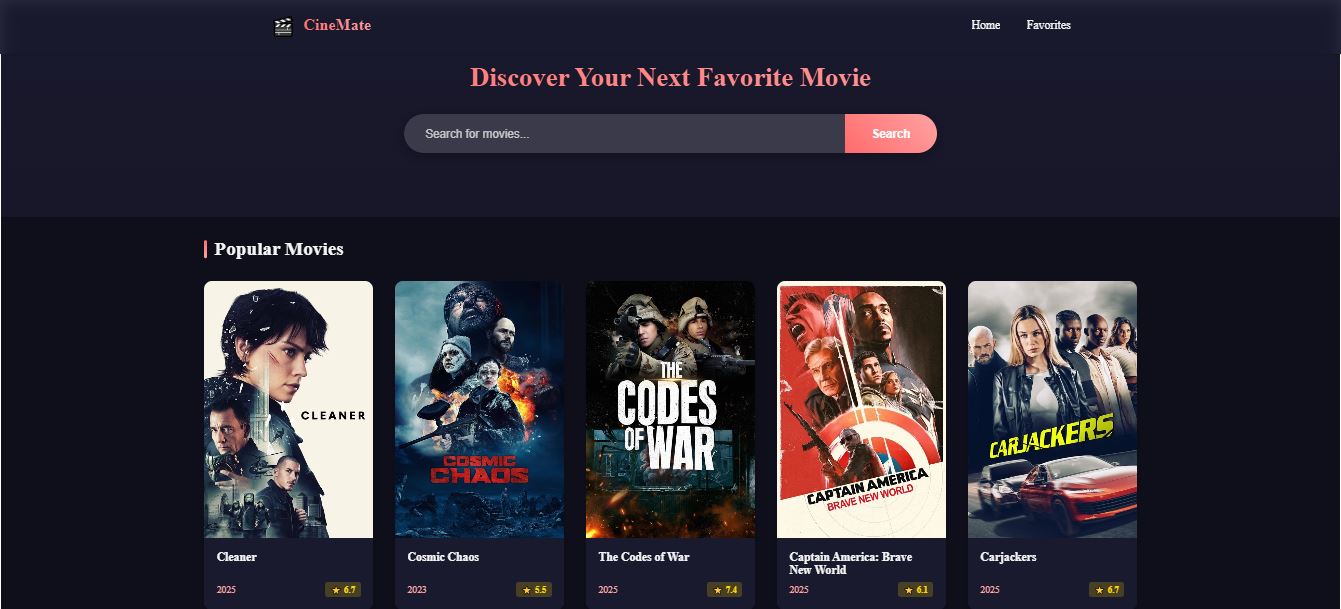 CineMate
Home
Favorites
Discover Your Next Favorite Movie
Search for movies...
Search
Popular Movies
CLEANER
COSMIC
CHAOS
THE
CODES
OF WAR
CAPTAIN AMERICA
BRAVE NEW WORLD
CARJACKERS
Cleaner
2025
★ 6.7
Cosmic Chaos
2023
★ 5.5
The Codes of War
2025
★ 7.4
Captain America: Brave
New World
2025
★ 6.1
Carjackers
2025
★ 6.7